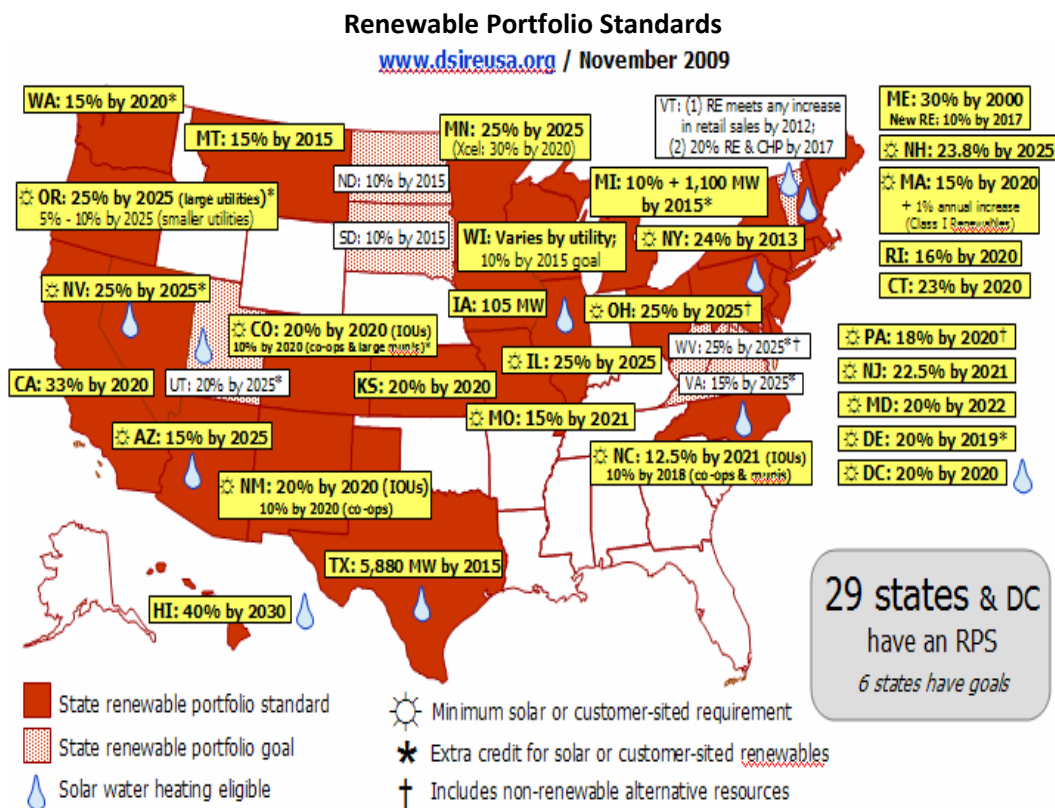 Renewable Portfolio Standards
www.dsireusa.org / November 2009
WA: 15% by 2020*
MT: 15% by 2015
MN: 25% by 2025
(Xcel: 30% by 2020)
VT: (1) RE meets any increase
in retail sales by 2012;
(2) 20% RE & CHP by 2017
ME: 30% by 2000
New RE: 10% by 2017
☼ NH: 23.8% by 2025
☼ MA: 15% by 2020
+ 1% annual increase
(Class I Renewables)
RI: 16% by 2020
CT: 23% by 2020
ND: 10% by 2015
☼ OR: 25% by 2025 (large utilities)*
5% - 10% by 2025 (smaller utilities)
MI: 10% + 1,100 MW
by 2015*
SD: 10% by 2015
WI: Varies by utility;
10% by 2015 goal
☼ NY: 24% by 2013
☼ NV: 25% by 2025*
IA: 105 MW
☼ OH: 25% by 2025†
☼ CO: 20% by 2020 (IOUs)
10% by 2020 (co-ops & large munis)*
WV: 25% by 2025*†
☼ PA: 18% by 2020†
☼ IL: 25% by 2025
CA: 33% by 2020
UT: 20% by 2025*
KS: 20% by 2020
VA: 15% by 2025*
☼ NJ: 22.5% by 2021
☼ MO: 15% by 2021
☼ MD: 20% by 2022
☼ AZ: 15% by 2025
☼ DE: 20% by 2019*
☼ NC: 12.5% by 2021 (IOUs)
10% by 2018 (co-ops & munis)
☼ DC: 20% by 2020
☼ NM: 20% by 2020 (IOUs)
10% by 2020 (co-ops)
TX: 5,880 MW by 2015
HI: 40% by 2030
29 states & DC
have an RPS
6 states have goals
State renewable portfolio standard
State renewable portfolio goal
Solar water heating eligible
☼ Minimum solar or customer-sited requirement
* Extra credit for solar or customer-sited renewables
† Includes non-renewable alternative resources